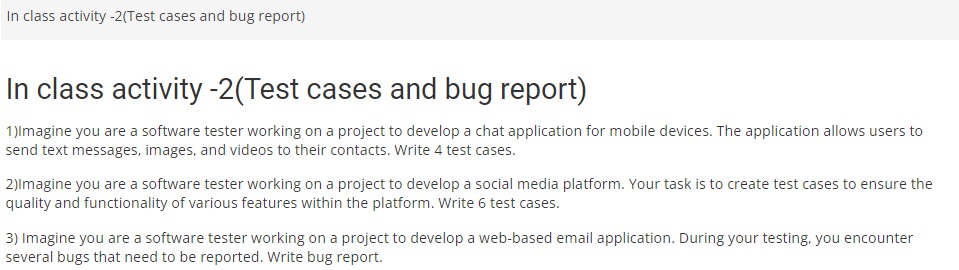 In class activity -2(Test cases and bug report)
In class activity -2(Test cases and bug report)
1)Imagine you are a software tester working on a project to develop a chat application for mobile devices. The application allows users to
send text messages, images, and videos to their contacts. Write 4 test cases.
2)Imagine you are a software tester working on a project to develop a social media platform. Your task is to create test cases to ensure the
quality and functionality of various features within the platform. Write 6 test cases.
3) Imagine you are a software tester working on a project to develop a web-based email application. During your testing, you encounter
several bugs that need to be reported. Write bug report.